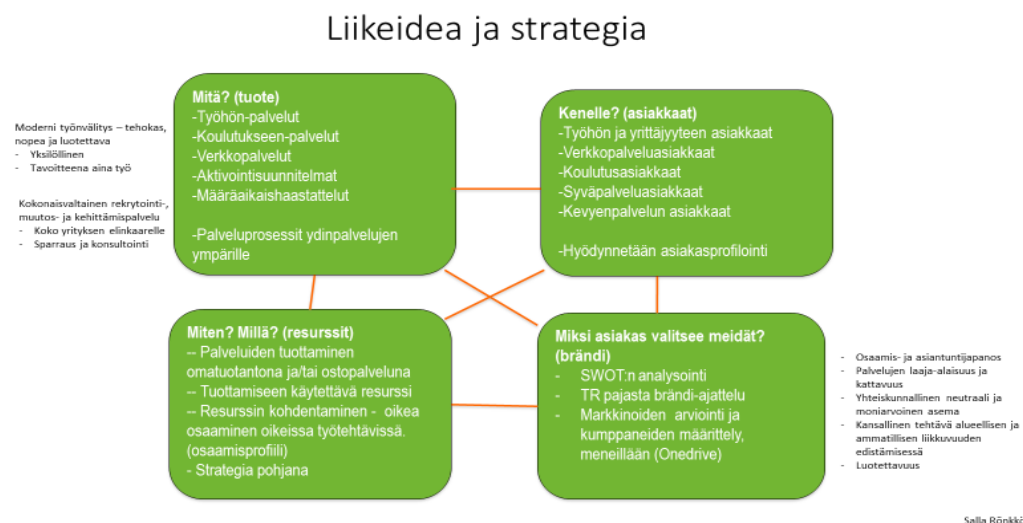 Liikeidea ja strategia
Moderni työnvälitys – tehokas,
nopea ja luotettava
- Yksilöllinen
- Tavoitteena aina työ
Kokonaisvaltainen rekrytointi-,
muutos- ja kehittämispalvelu
- Koko yrityksen elinkaarelle
- Sparraus ja konsultointi
Mitä? (tuote)
-Työhön-palvelut
-Koulutukseen-palvelut
-Verkkopalvelut
-Aktivointisuunnitelmat
-Määräaikaishaastattelut
-Palveluprosessit ydinpalvelujen
ympärille
Kenelle? (asiakkaat)
-Työhön ja yrittäjyyteen asiakkaat
-Verkkopalveluasiakkaat
-Koulutusasiakkaat
-Syväpalveluasiakkaat
-Kevyenpalvelun asiakkaat
-Hyödynnetään asiakasprofilointi
Miten? Millä? (resurssit)
-- Palveluiden tuottaminen
omatuotantona ja/tai ostopalveluna
-- Tuottamiseen käytettävä resurssi
-- Resurssin kohdentaminen - oikea
osaaminen oikeissa työtehtävissä.
(osaamisprofiili)
- Strategia pohjana
Miksi asiakas valitsee meidät?
(brändi)
- SWOT:n analysointi
- TR pajasta brändi-ajattelu
- Markkinoiden arviointi ja
kumppaneiden määrittely,
meneillään (Onedrive)
- Osaamis- ja asiantuntijapanos
- Palvelujen laaja-alaisuus ja
kattavuus
- Yhteiskunnallinen neutraali ja
moniarvoinen asema
- Kansallinen tehtävä alueellisen ja
ammatillisen liikkuvuuden
edistämisessä
- Luotettavuus
Salla Rönkkö